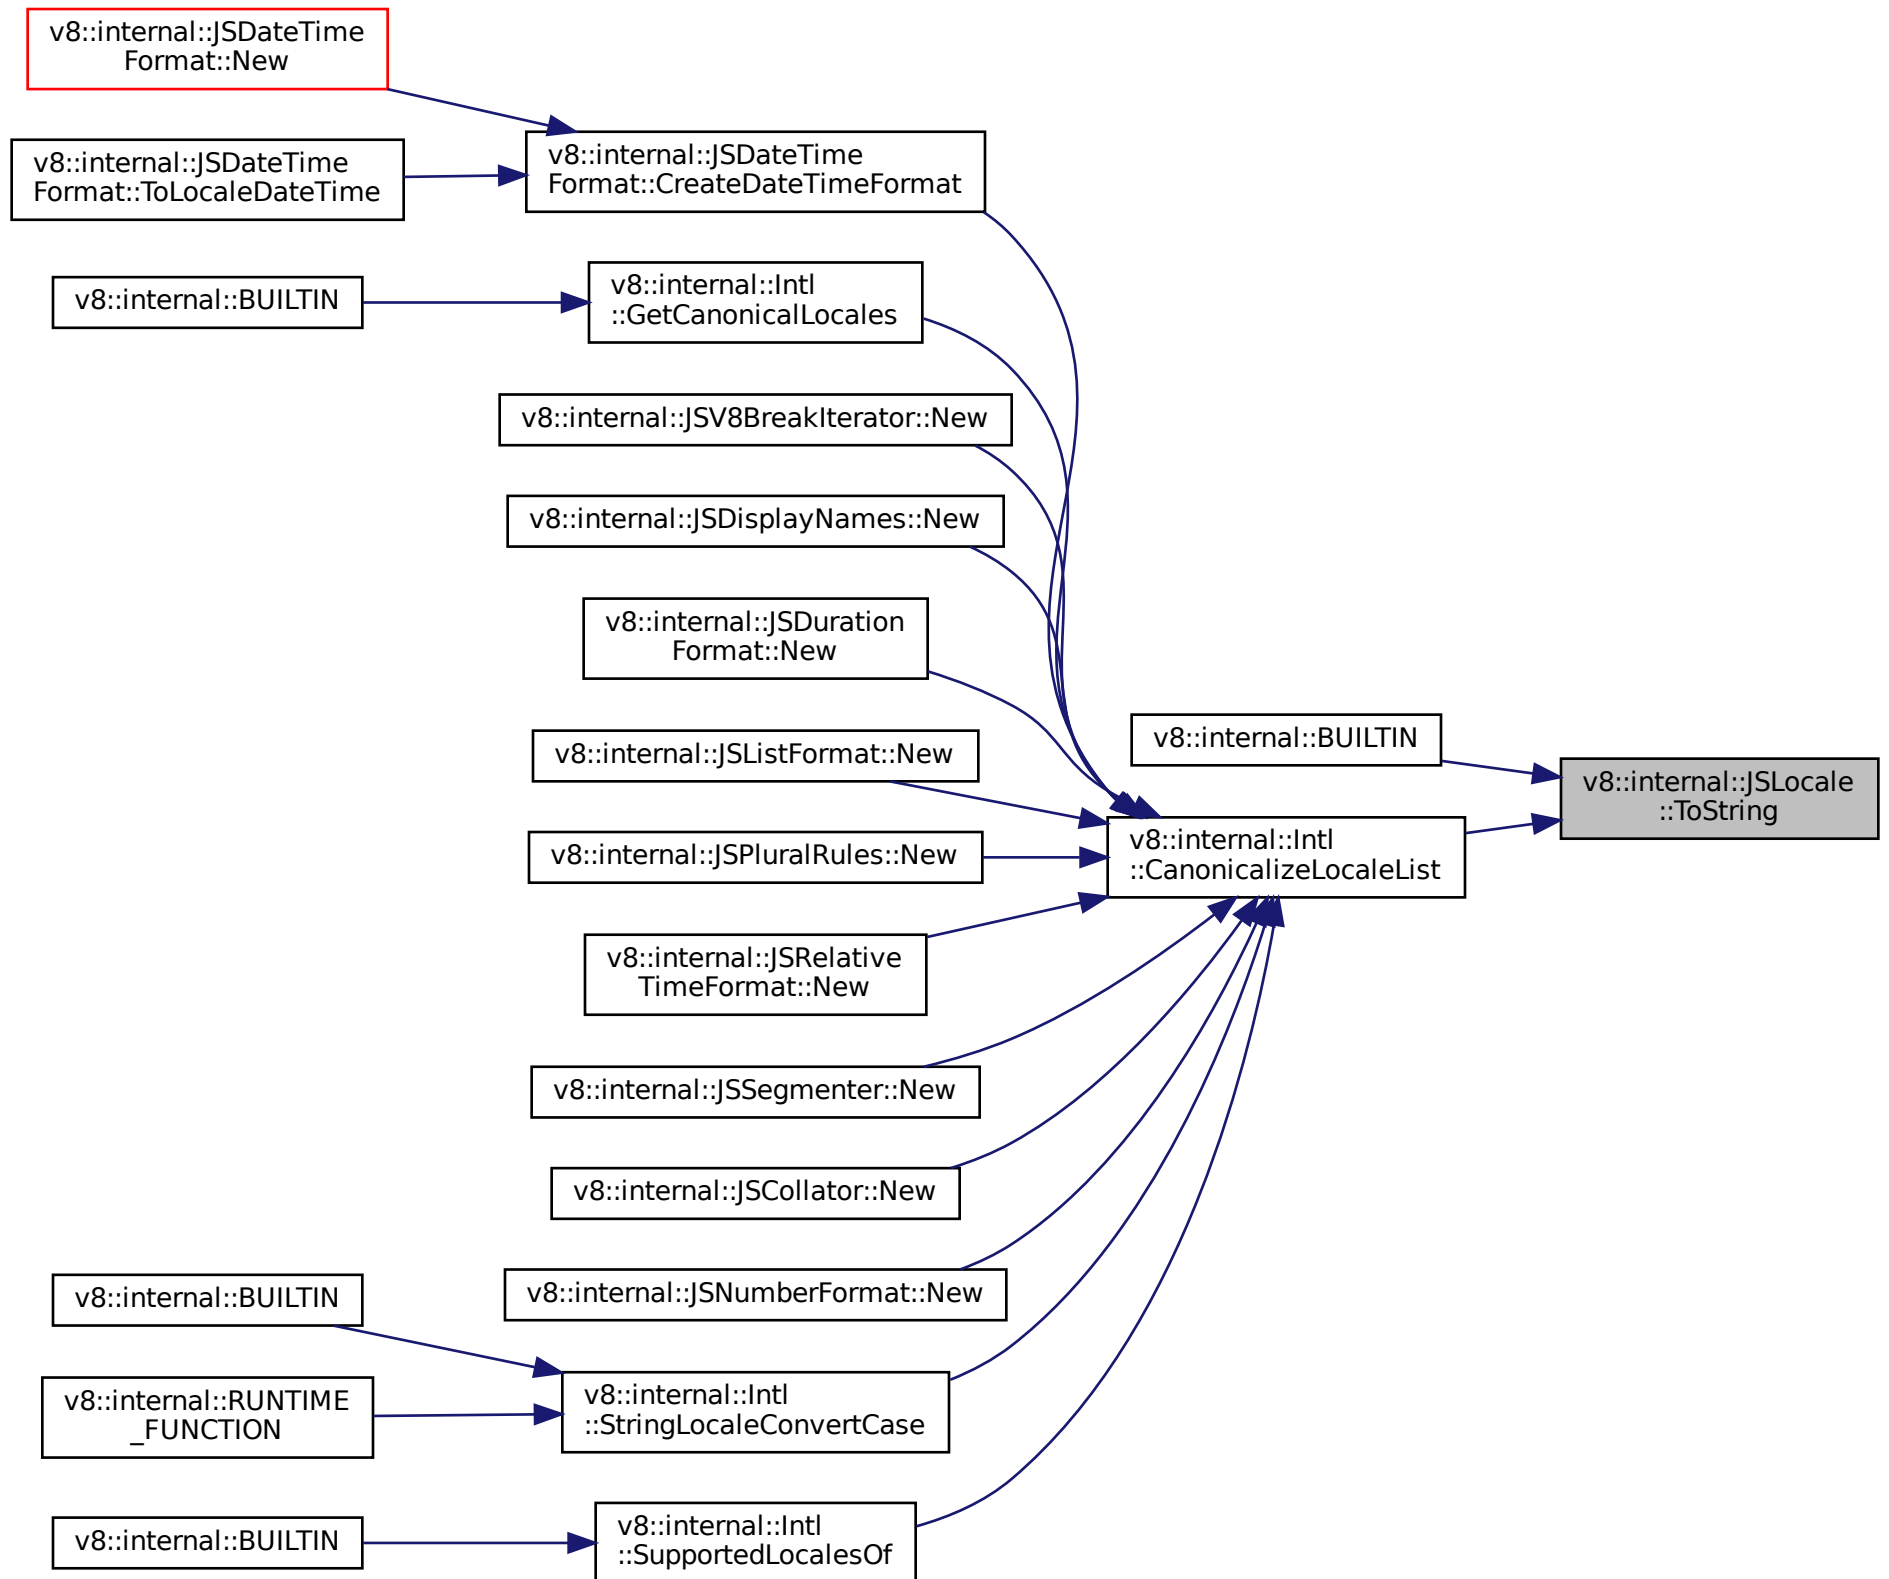 v8::internal::JSDateTime
Format::New
v8::internal::JSDateTime
Format::ToLocaleDateTime
v8::internal::JSDateTime
Format::CreateDateTimeFormat
v8::internal::BUILTIN
v8::internal::Intl
::GetCanonicalLocales
v8::internal::JSV8BreakIterator::New
v8::internal::JSDisplayNames::New
v8::internal::JSDuration
Format::New
v8::internal::JSListFormat::New
v8::internal::JSPluralRules::New
v8::internal::JSRelative
TimeFormat::New
v8::internal::BUILTIN
v8::internal::JSLocale
::ToString
v8::internal::Intl
::CanonicalizeLocaleList
v8::internal::JSSegmenter::New
v8::internal::JSCollator::New
v8::internal::JSNumberFormat::New
v8::internal::BUILTIN
v8::internal::RUNTIME
_FUNCTION
v8::internal::Intl
::StringLocaleConvertCase
v8::internal::BUILTIN
v8::internal::Intl
::SupportedLocalesOf